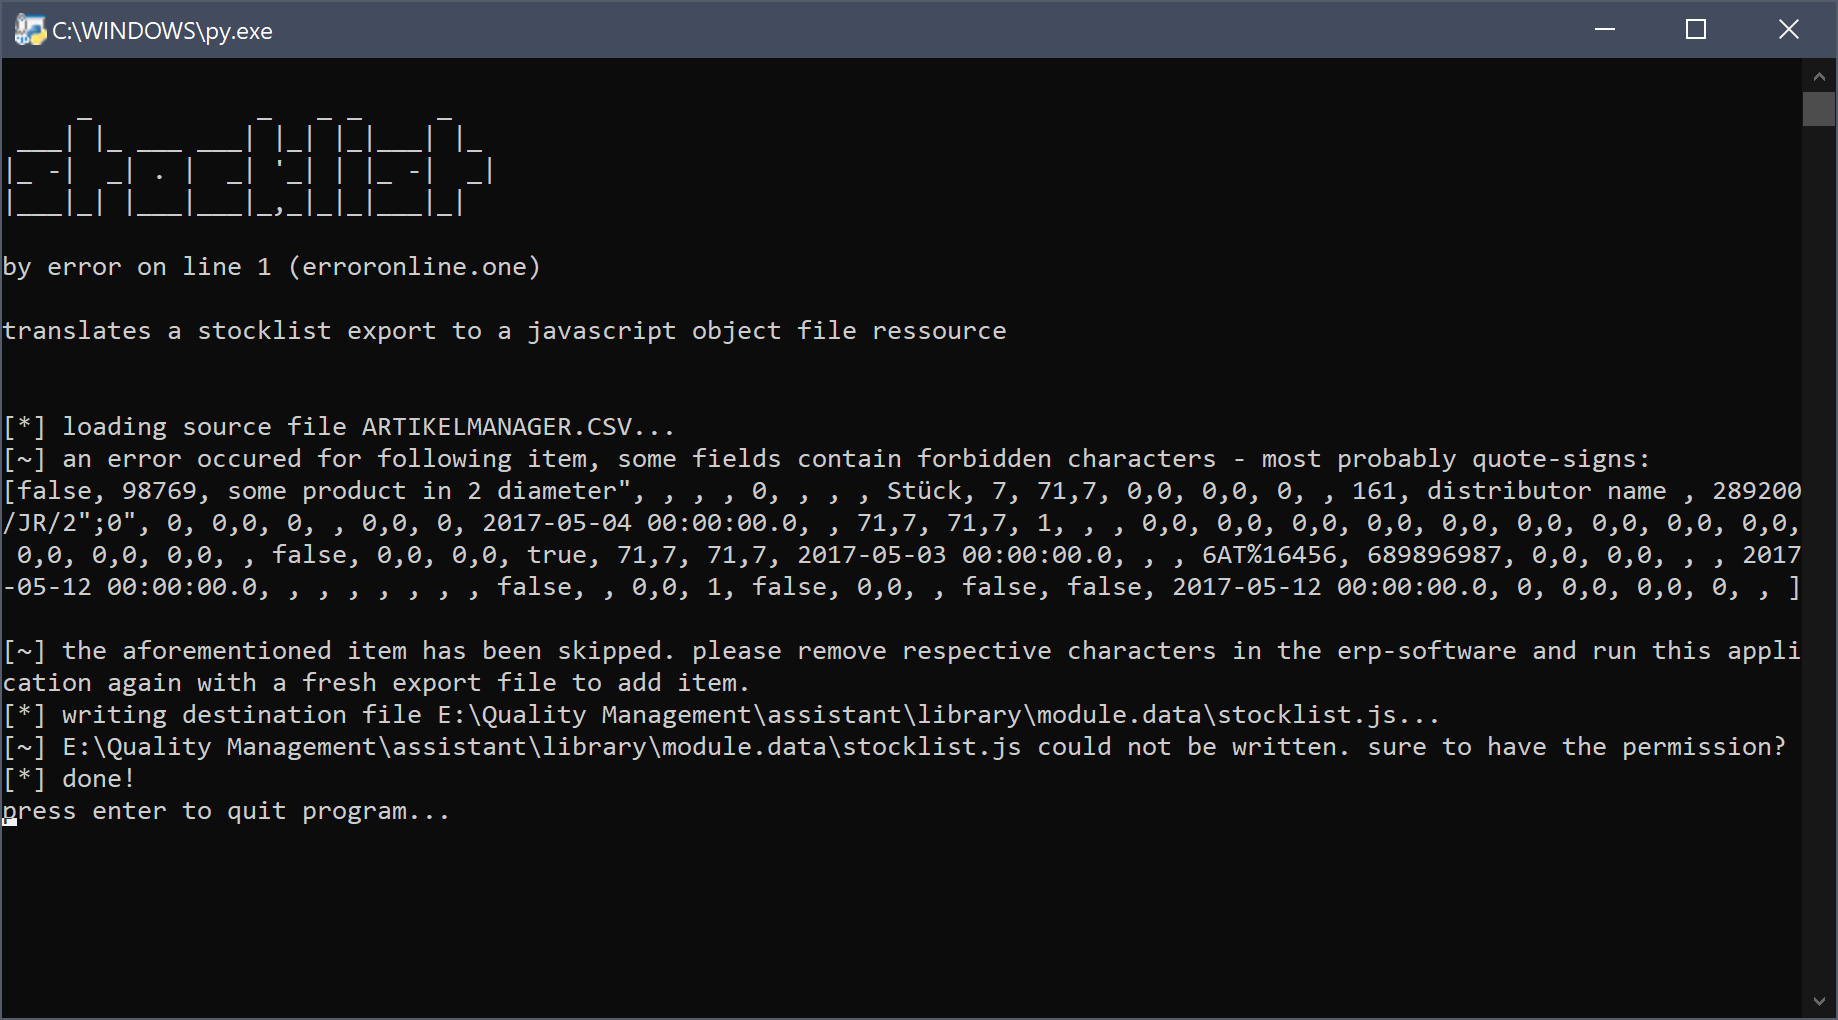 C:\WINDOWS\py.exe
stocklist
by error on line 1 (erroronline.one)
translates a stocklist export to a javascript object file ressource
[*] loading source file ARTIKELMANAGER.CSV...
[~] an error occured for following item, some fields contain forbidden characters - most probably quote-signs:
[false, 98769, some product in 2 diameter", , , , 0, , , , Stück, 7, 71,7, 0,0, 0,0, 0, , 161, distributor name , 289200
/JR/2";0", 0, 0,0, 0, , 0,0, 0, 2017-05-04 00:00:00.0, , 71,7, 71,7, 1, , , 0,0, 0,0, 0,0, 0,0, 0,0, 0,0, 0,0, 0,0, 0,0,
 0,0, 0,0, 0,0, , false, 0,0, 0,0, true, 71,7, 71,7, 2017-05-03 00:00:00.0, , , 6AT%16456, 689896987, 0,0, 0,0, , , 2017
-05-12 00:00:00.0, , , , , , , , false, , 0,0, 1, false, 0,0, , false, false, 2017-05-12 00:00:00.0, 0, 0,0, 0,0, 0, , ]
[~] the aforementioned item has been skipped. please remove respective characters in the erp-software and run this appli
cation again with a fresh export file to add item.
[*] writing destination file E:\Quality Management\assistant\library\module.data\stocklist.js...
[~] E:\Quality Management\assistant\library\module.data\stocklist.js could not be written. sure to have the permission?
[*] done!
press enter to quit program...